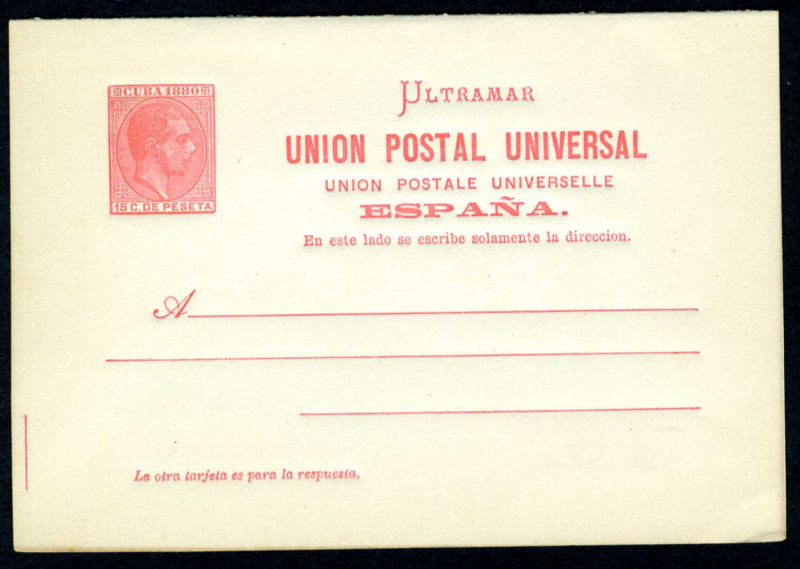 CUBA 1880
15 C. DE PESETA
ULTRAMAR
UNION POSTAL UNIVERSAL
UNION POSTALE UNIVERSELLE
ESPAÑA.
En este lado se escribe solamente la direccion.
A
La otra tarjeta es para la respuesta.